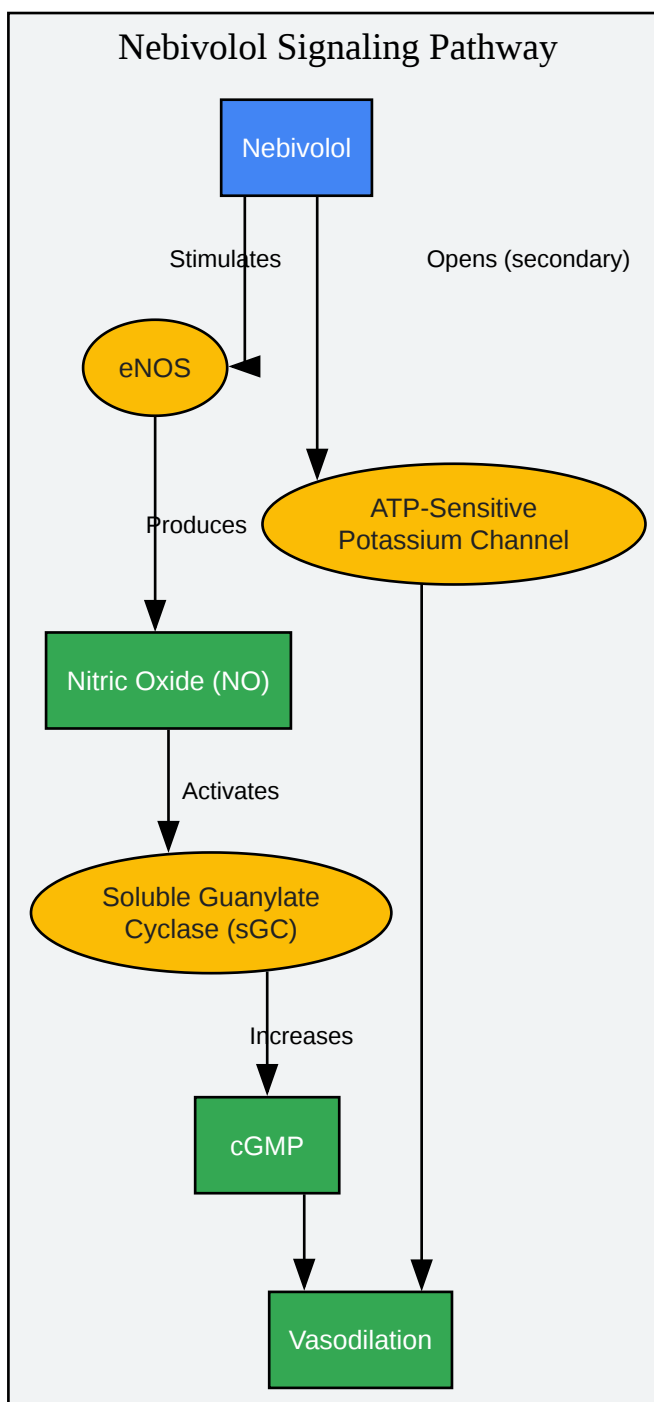 Nebivolol Signaling Pathway
Nebivolol
Stimulates
Opens (secondary)
eNOS
ATP-Sensitive
Potassium Channel
Produces
Nitric Oxide (NO)
Activates
Soluble Guanylate
Cyclase (sGC)
Increases
cGMP
Vasodilation